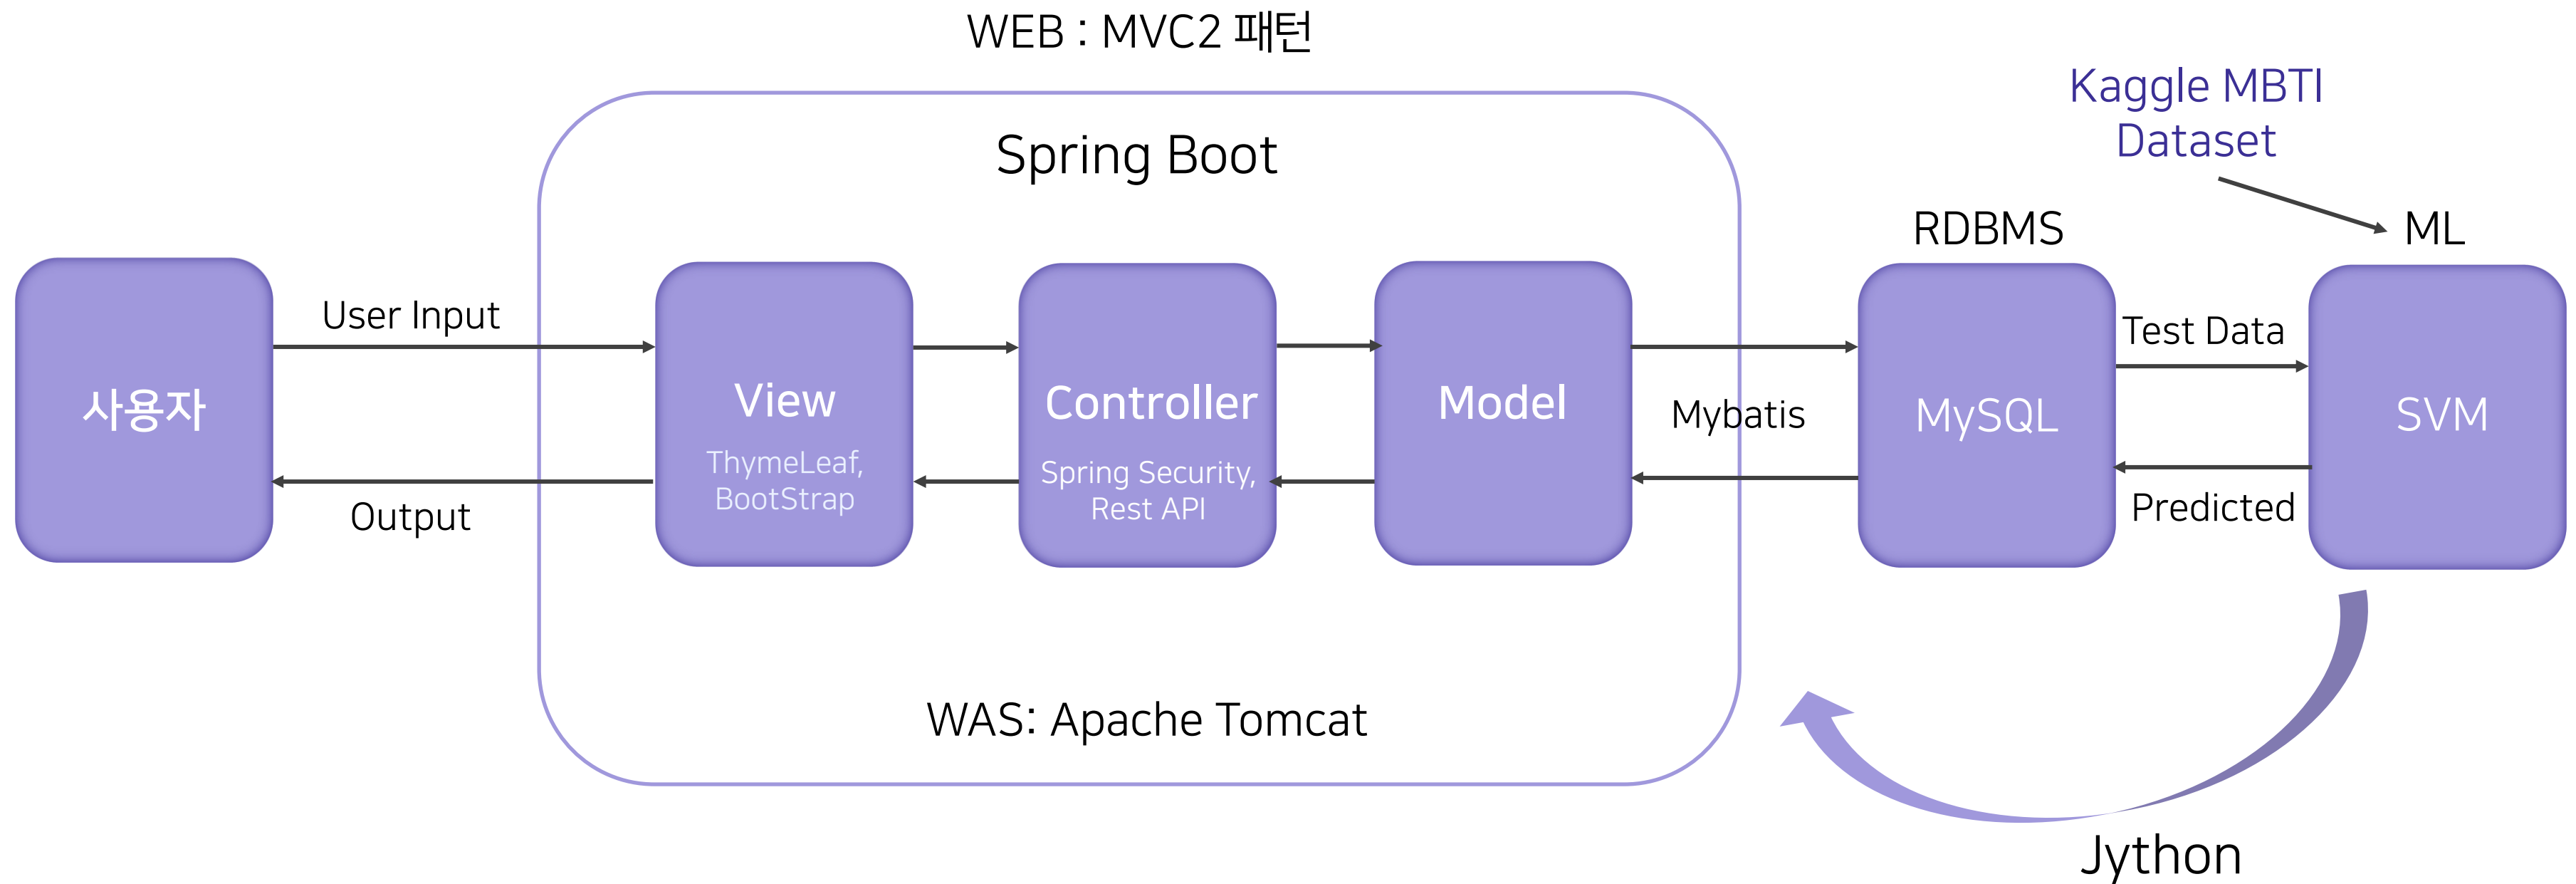 WEB : MVC2 패턴
Kaggle MBTI
Dataset
Spring Boot
RDBMS
ML
User Input
Test Data
사용자
View
Controller
Model
Mybatis
MySQL
SVM
ThymeLeaf,
BootStrap
Spring Security,
Rest API
Output
Predicted
WAS: Apache Tomcat
Jython